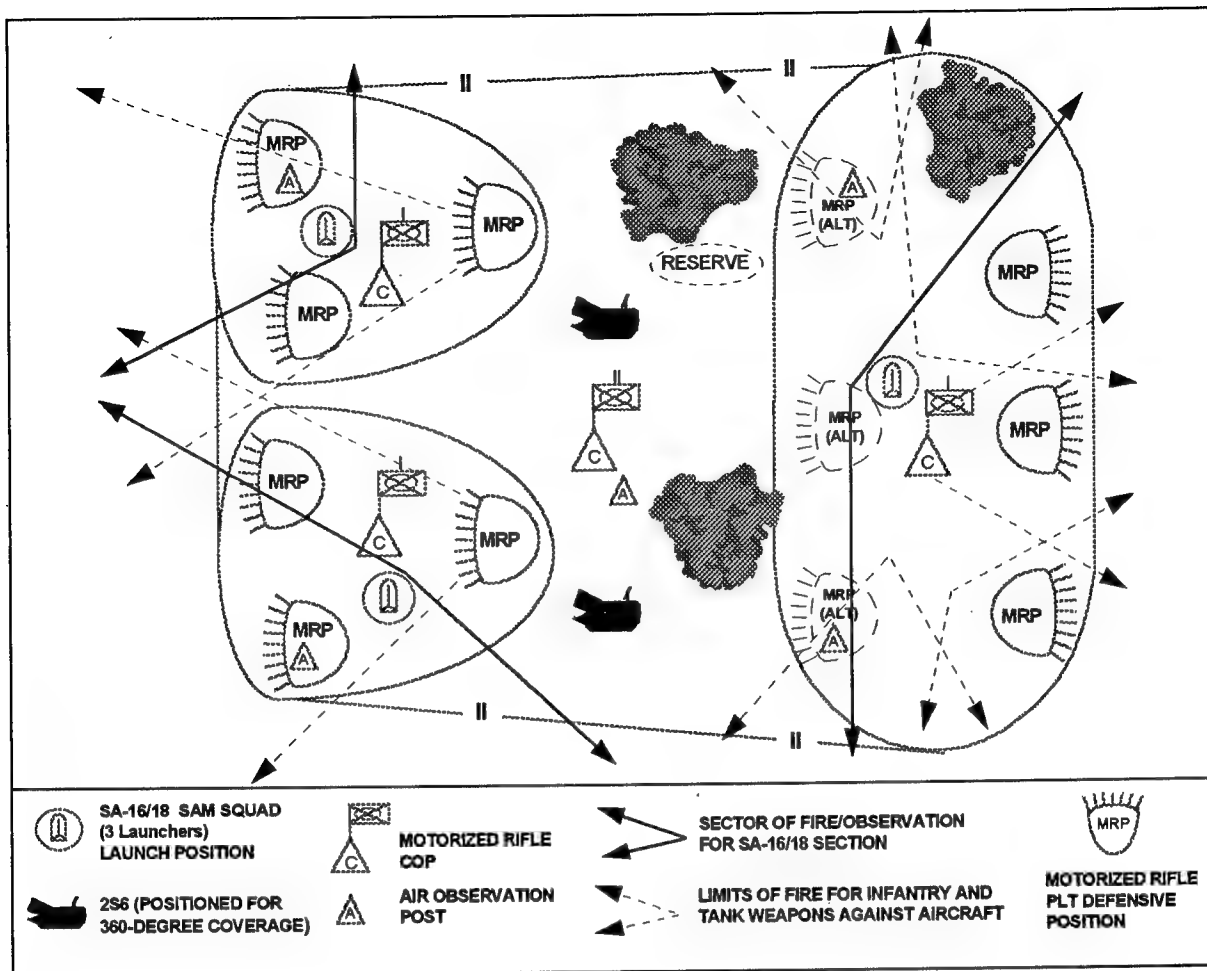 II
II
MRP
A
MRP
MRP
C
MRP
MRP
C
MRP
A
RESERVE
II
C
A
A
MRP
(ALT)
MRP
(ALT)
MRP
(ALT)
A
MRP
MRP
MRP
C
II
II
SA-16/18 SAM SQUAD
(3 Launchers)
LAUNCH POSITION
2S6 (POSITIONED FOR
360-DEGREE COVERAGE)
C
MOTORIZED RIFLE
COP
A
AIR OBSERVATION
POST
SECTOR OF FIRE/OBSERVATION
FOR SA-16/18 SECTION
LIMITS OF FIRE FOR INFANTRY AND
TANK WEAPONS AGAINST AIRCRAFT
MRP
MOTORIZED RIFLE
PLT DEFENSIVE
POSITION